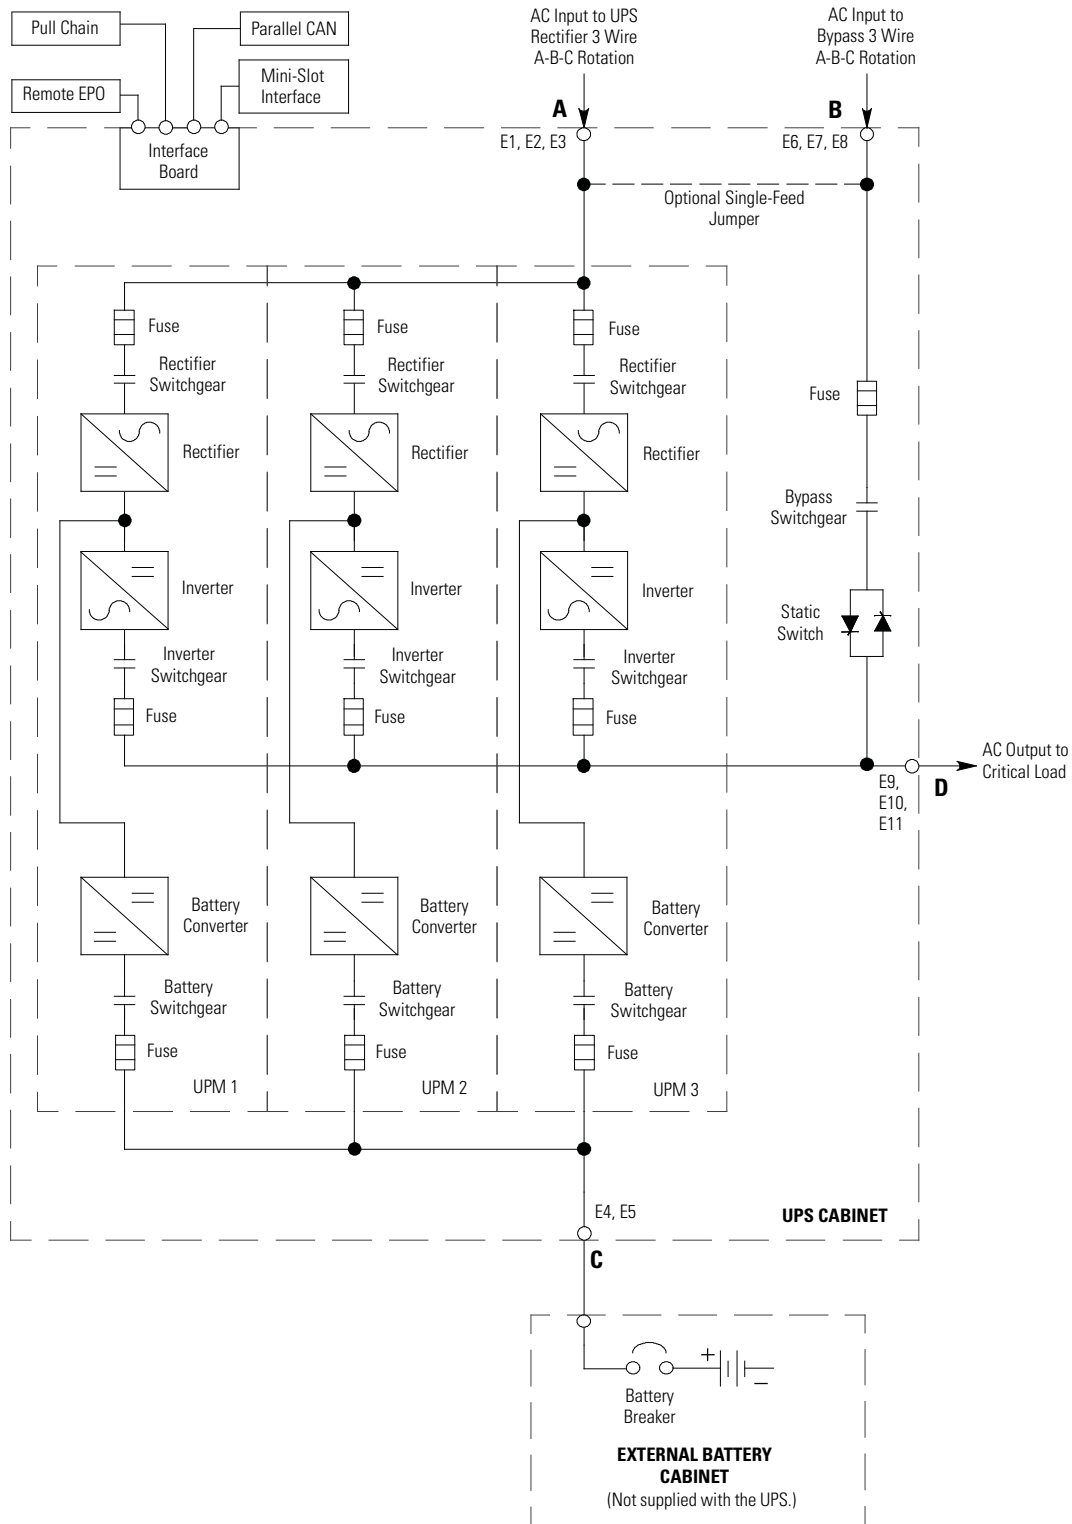 Pull Chain
Parallel CAN
Remote EPO
Mini-Slot
Interface
Interface
Board
AC Input to UPS
Rectifier 3 Wire
A-B-C Rotation
AC Input to
Bypass 3 Wire
A-B-C Rotation
A
B
E1, E2, E3
E6, E7, E8
Optional Single-Feed
Jumper
Fuse
Fuse
Fuse
Rectifier
Switchgear
Rectifier
Switchgear
Rectifier
Switchgear
Fuse
Rectifier
Rectifier
Rectifier
Bypass
Switchgear
Inverter
Inverter
Inverter
Static
Switch
Inverter
Switchgear
Inverter
Switchgear
Inverter
Switchgear
Fuse
Fuse
Fuse
AC Output to
Critical Load
E9,
E10,
E11
D
Battery
Converter
Battery
Converter
Battery
Converter
Battery
Switchgear
Battery
Switchgear
Battery
Switchgear
Fuse
Fuse
Fuse
UPM 1
UPM 2
UPM 3
E4, E5
UPS CABINET
C
+
−
Battery
Breaker
EXTERNAL BATTERY
CABINET
(Not supplied with the UPS.)